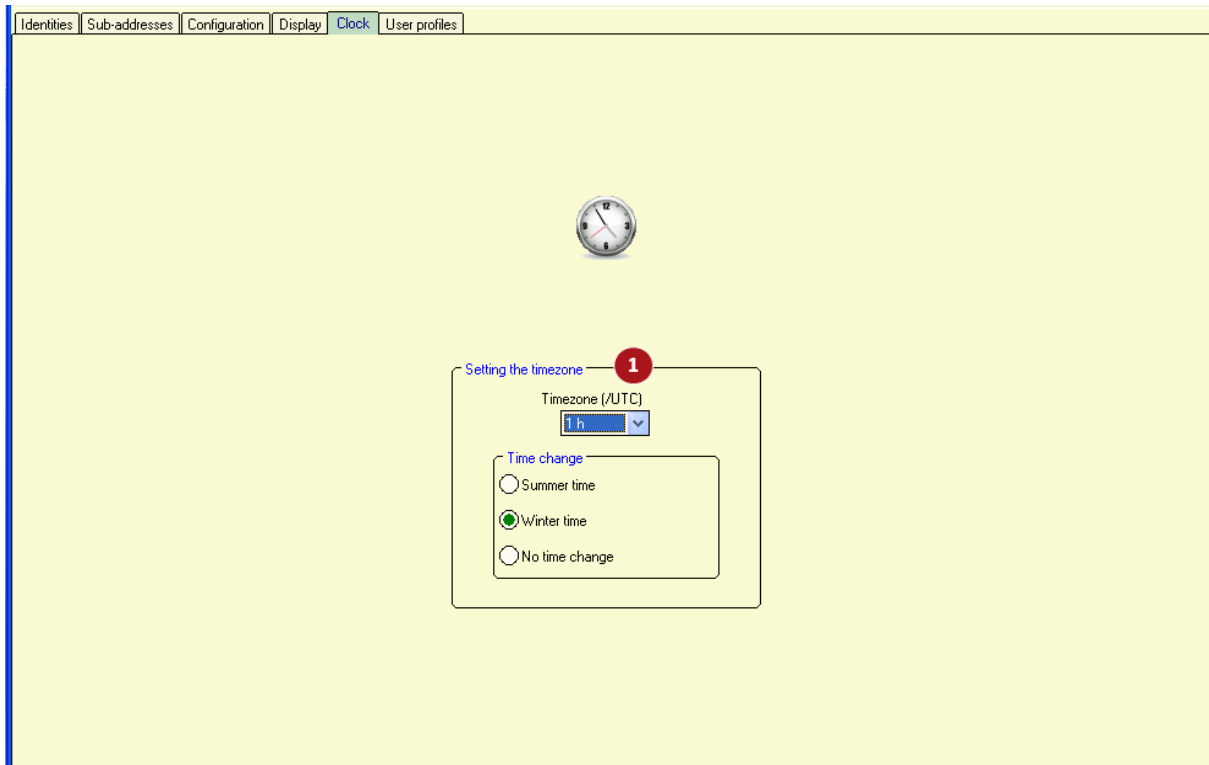 Identities Sub-addresses Configuration Display Clock User profiles
12
9 3
6
Setting the timezone 1
Timezone (/UTC)
1 h
Time change
Summer time
Winter time
No time change